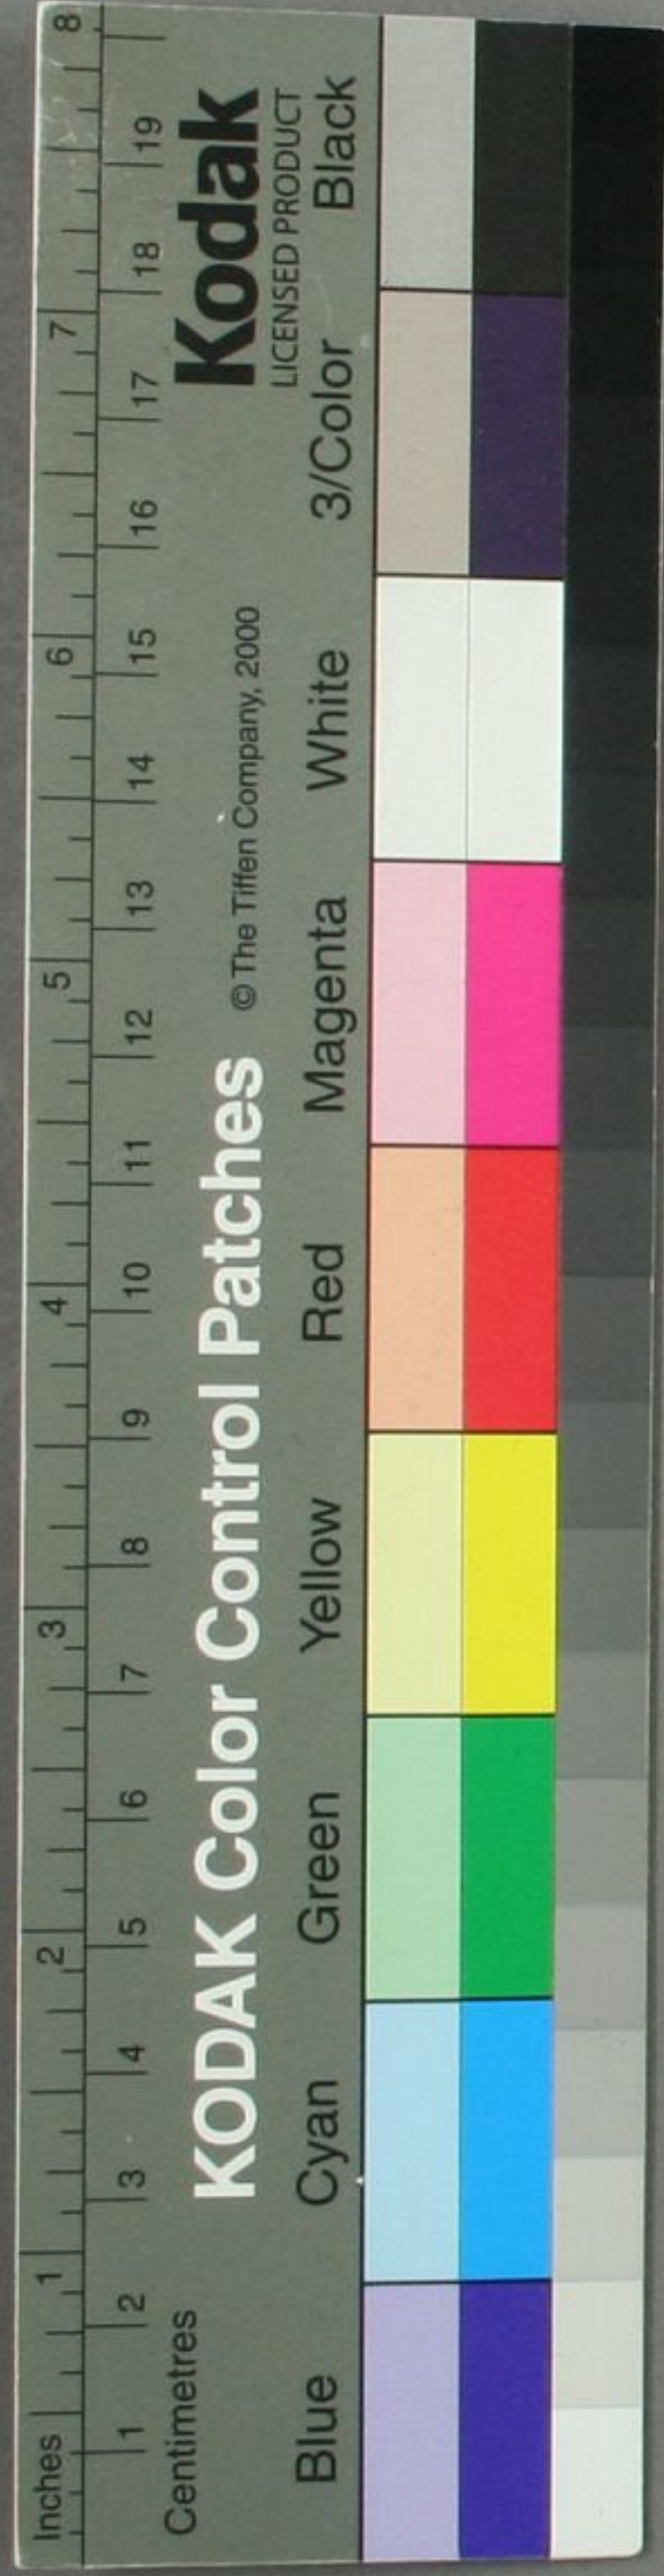 Inches 1 2 3 4 5 6 7 8
Centimetres 1 2 3 4 5 6 7 8 9 10 11 12 13 14 15 16 17 18 19
KODAK Color Control Patches © The Tiffen Company, 2000 Kodak
LICENSED PRODUCT
Blue Cyan Green Yellow Red Magenta White 3/Color Black